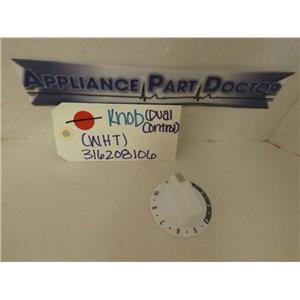 APPLIANCE PART DOCTOR
Knob (Dual
Control)
(WHT)
316208106